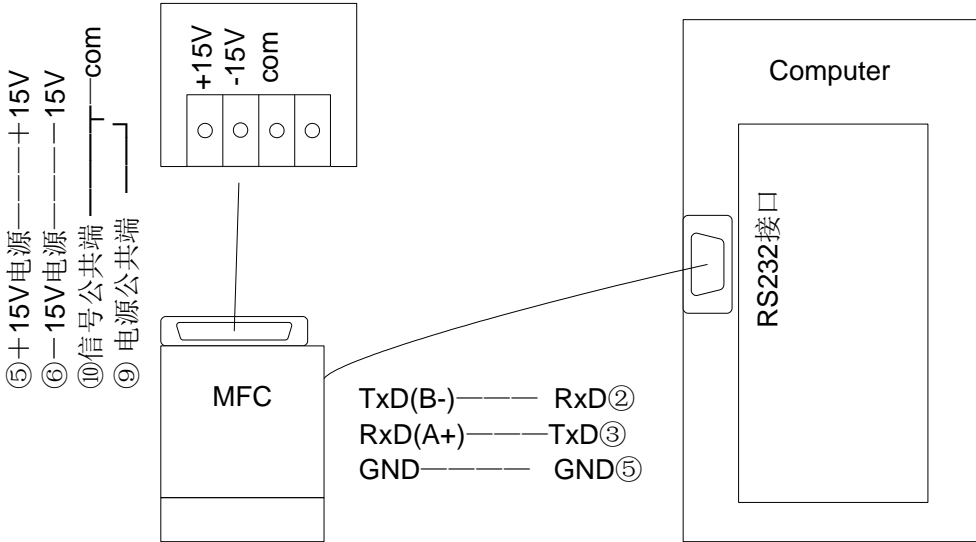 ⑤＋15V电源————＋15V
⑥－15V电源————－15V
⑩信号公共端————com
⑨电源公共端——
+15V
-15V
com
Computer
RS232接口
MFC
TxD(B-)——— RxD②
RxD(A+)———TxD③
GND———— GND⑤